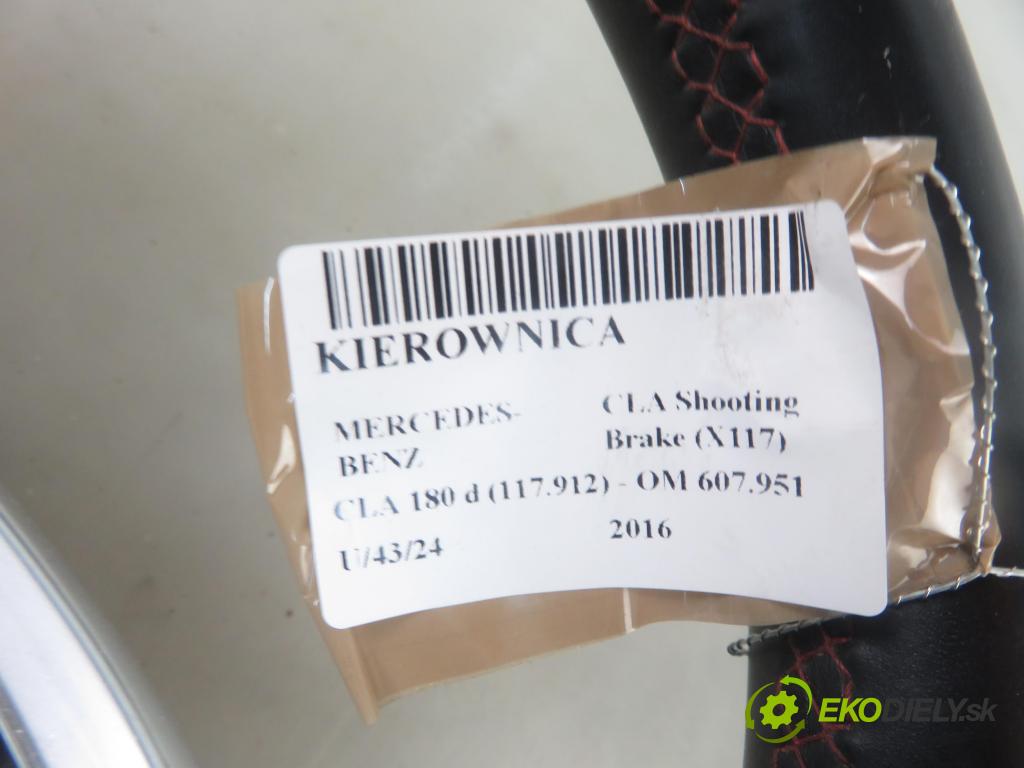 KIEROWNICA
MERCEDES- CLA Shooting
BENZ Brake (X117)
CLA 180 d (117.912) - OM 607.951
U/43/24 2016
EKODIELY.sk